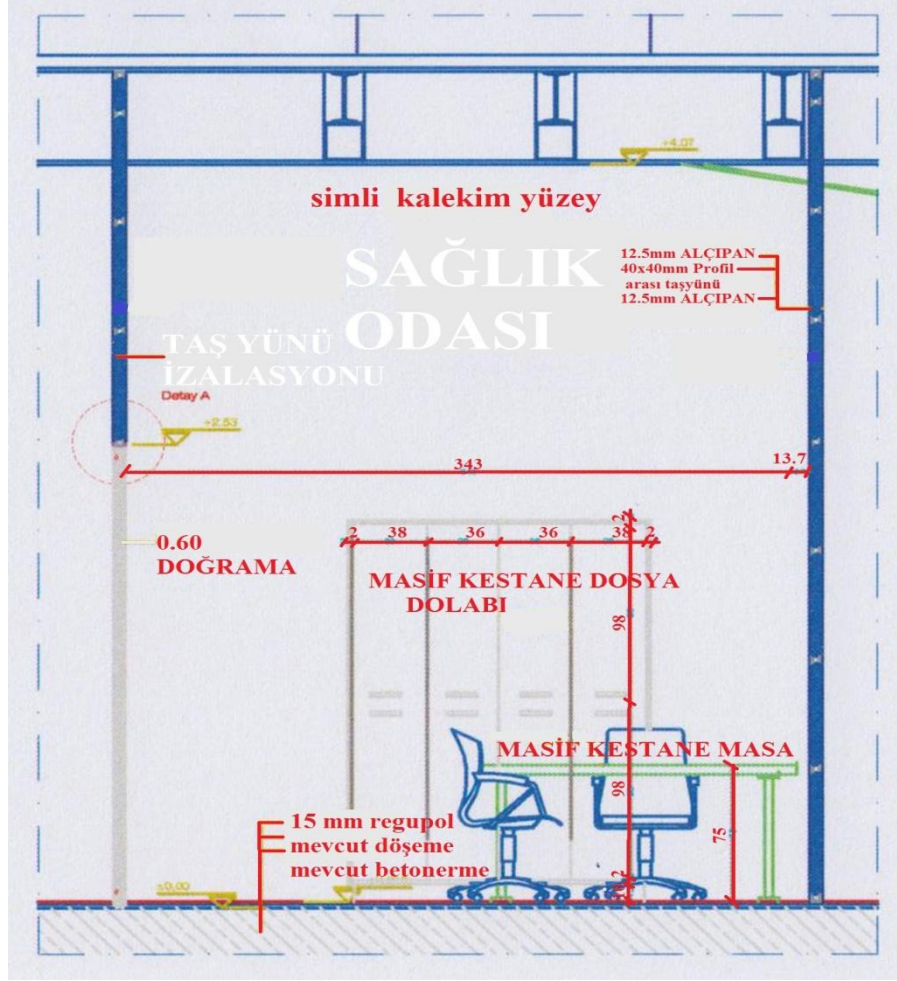 +4.07
simli kalekim yüzey
SAĞLIK
ODASI
12.5mm ALÇIPAN
40x40mm Profil
arası taşyünü
12.5mm ALÇIPAN
TAŞ YÜNÜ
İZALASYONU
Detay A
+2.53
343
13.7
0.60
DOĞRAMA
2
2
38
36
36
38
2
MASİF KESTANE DOSYA
DOLABI
98
MASİF KESTANE MASA
98
75
15 mm regupol
mevcut döşeme
mevcut betonerme
±0.00
2